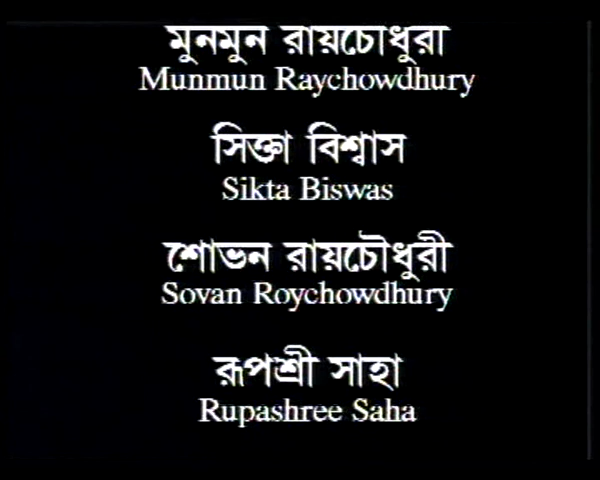 মুনমুন রায়চৌধুরী
Munmun Raychowdhury
সিক্তা বিশ্বাস
Sikta Biswas
শোভন রায়চৌধুরী
Sovan Roychowdhury
রূপশ্রী সাহা
Rupashree Saha